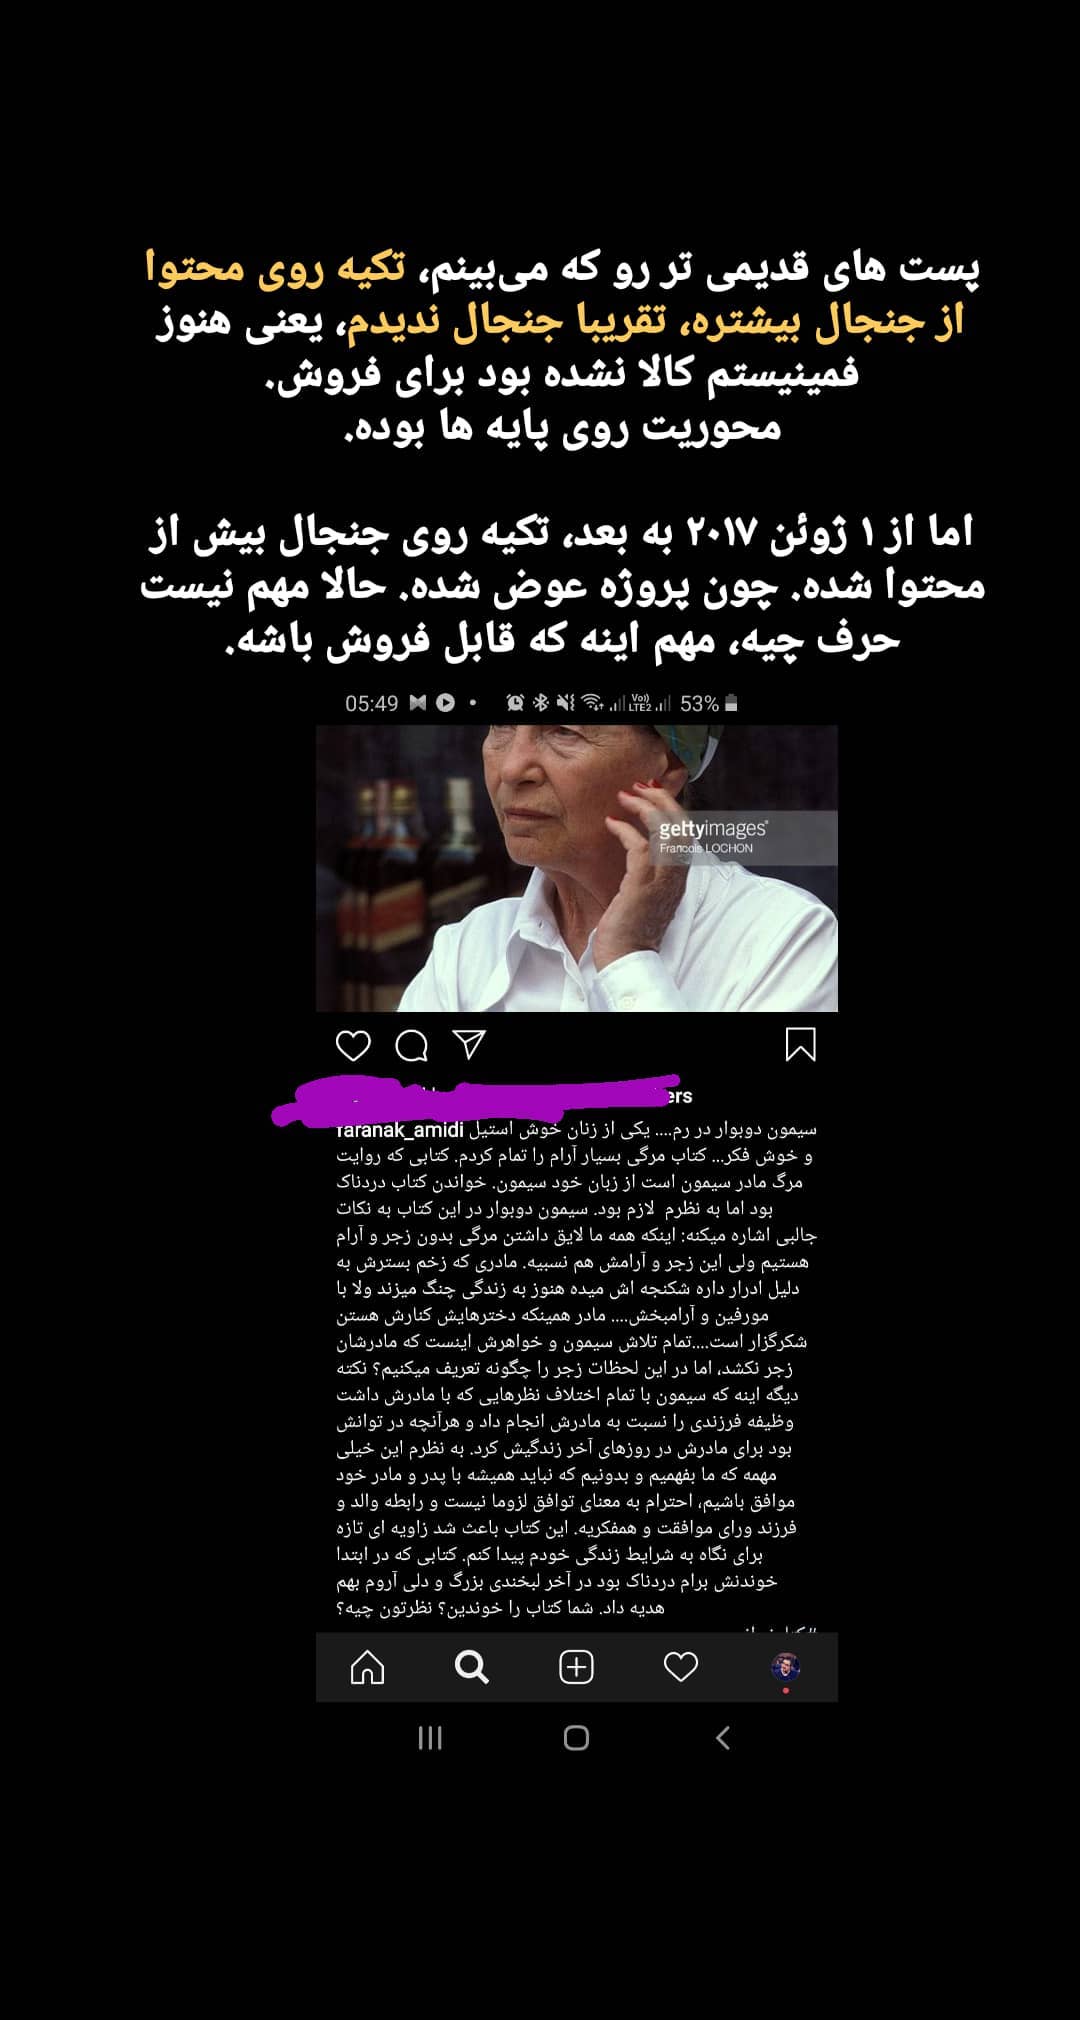 پست های قدیمی تر رو که می‌بینم، تکیه روی محتوا
از جنجال بیشتره، تقریبا جنجال ندیدم، یعنی هنوز
فمینیستم کالا نشده بود برای فروش.
محوریت روی پایه ها بوده.
اما از ۱ ژوئن ۲۰۱۷ به بعد، تکیه روی جنجال بیش از
محتوا شده. چون پروژه عوض شده. حالا مهم نیست
حرف چیه، مهم اینه که قابل فروش باشه.
05:49 Vo)) LTE2 53%
gettyimages®
Francois LOCHON
ers
faranak_amidi سیمون دوبوار در رم.... یکی از زنان خوش استیل
و خوش فکر... کتاب مرگی بسیار آرام را تمام کردم. کتابی که روایت
مرگ مادر سیمون است از زبان خود سیمون. خواندن کتاب دردناک
بود اما به نظرم لازم بود. سیمون دوبوار در این کتاب به نکات
جالبی اشاره میکنه: اینکه همه ما لایق داشتن مرگی بدون زجر و آرام
هستیم ولی این زجر و آرامش هم نسبیه. مادری که زخم بسترش به
دلیل ادرار داره شکنجه اش میده هنوز به زندگی چنگ میزند ولا با
مورفین و آرامبخش.... مادر همینکه دخترهایش کنارش هستن
شکرگزار است....تمام تلاش سیمون و خواهرش اینست که مادرشان
زجر نکشد، اما در این لحظات زجر را چگونه تعریف میکنیم؟ نکته
دیگه اینه که سیمون با تمام اختلاف نظرهایی که با مادرش داشت
وظیفه فرزندی را نسبت به مادرش انجام داد و هرآنچه در توانش
بود برای مادرش در روزهای آخر زندگیش کرد. به نظرم این خیلی
مهمه که ما بفهمیم و بدونیم که نباید همیشه با پدر و مادر خود
موافق باشیم، احترام به معنای توافق لزوما نیست و رابطه والد و
فرزند ورای موافقت و همفکریه. این کتاب باعث شد زاویه ای تازه
برای نگاه به شرایط زندگی خودم پیدا کنم. کتابی که در ابتدا
خوندنش برام دردناک بود در آخر لبخندی بزرگ و دلی آروم بهم
هدیه داد. شما کتاب را خوندین؟ نظرتون چیه؟